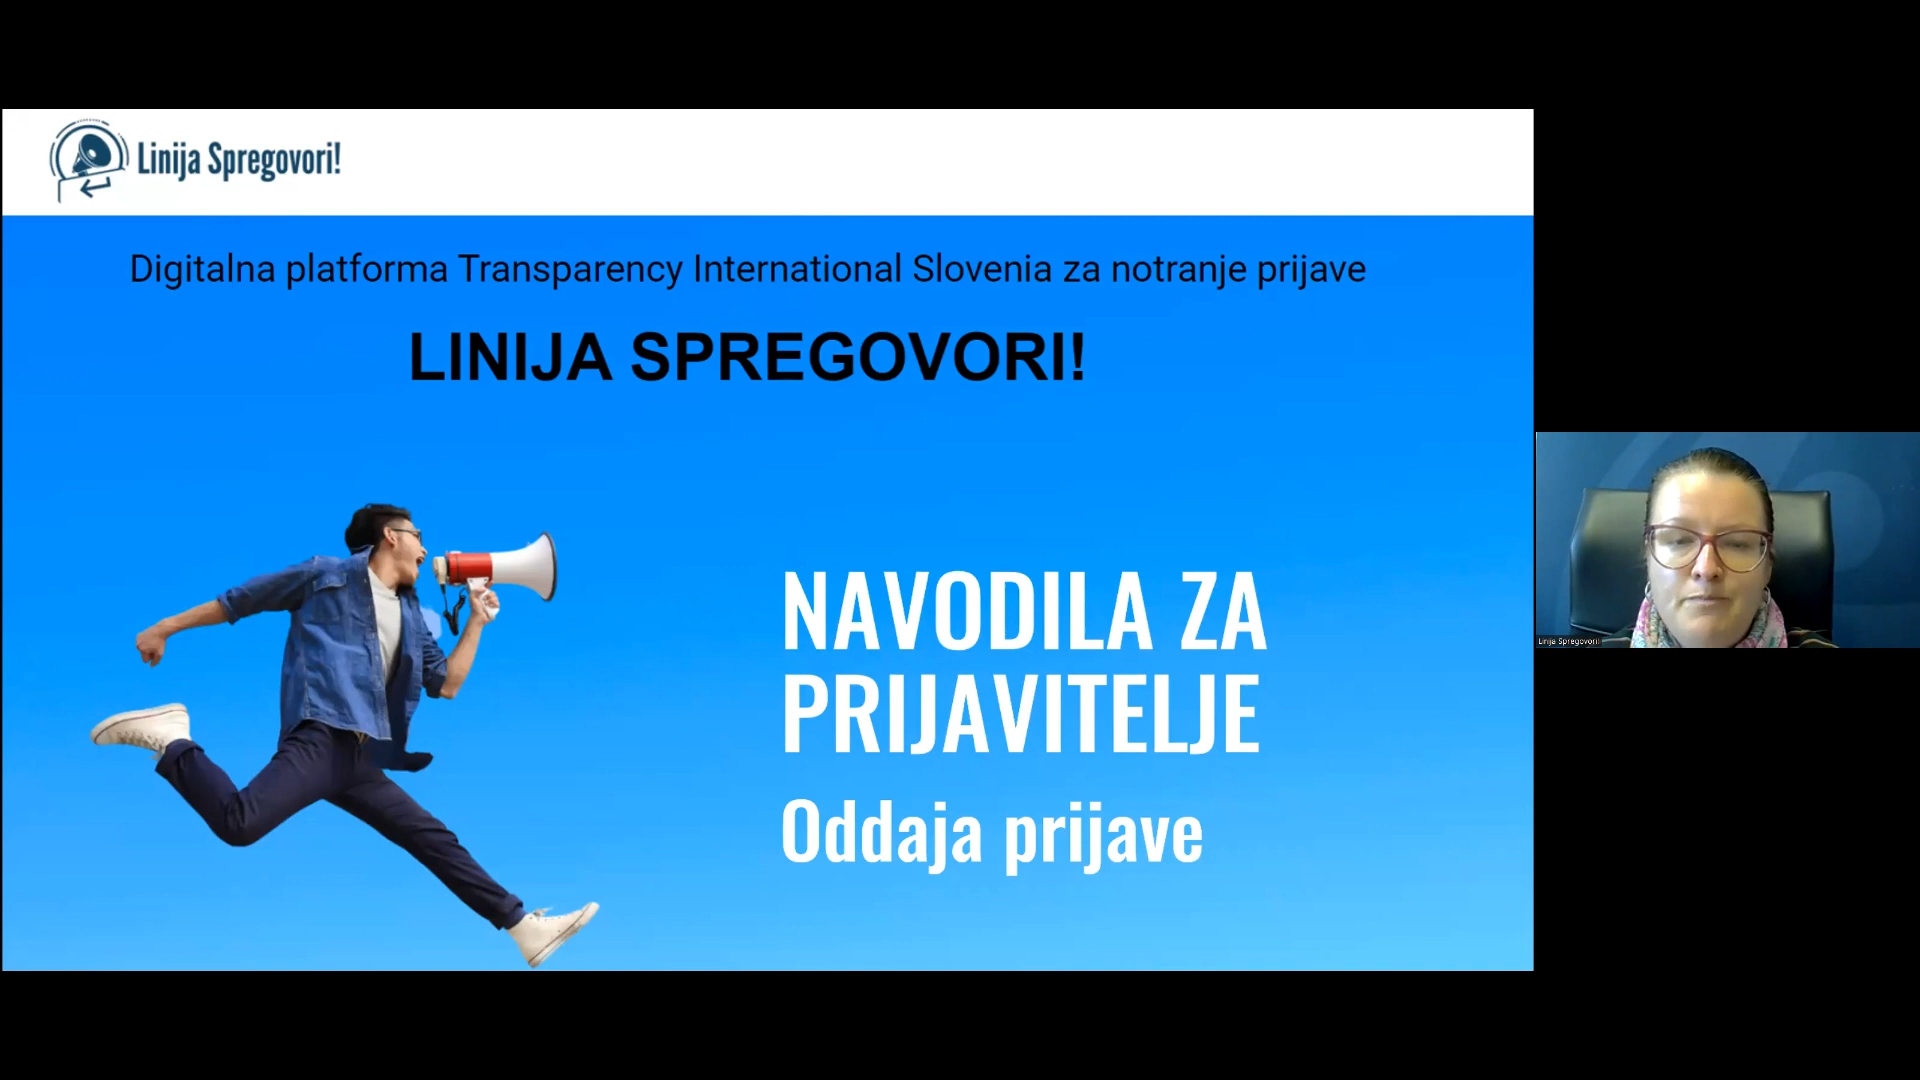 Linija Spregovori!
Digitalna platforma Transparency International Slovenia za notranje prijave
LINIJA SPREGOVORI!
NAVODILA ZA
PRIJAVITELJE
Oddaja prijave
Linija Spregovori!